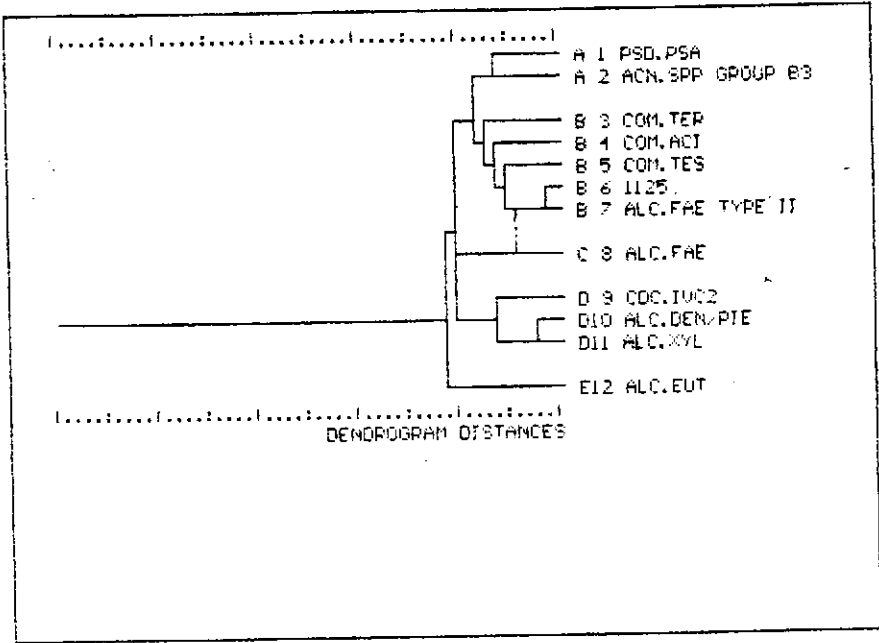 A 1 PSD.PSA
A 2 ACN.SPP GROUP B3
B 3 COM.TER
B 4 COM.ACI
B 5 COM.TES
B 6 1125.
B 7 ALC.FAE TYPE II
C 8 ALC.FAE
D 9 CDC.IVC2
D10 ALC.DEN/PIE
D11 ALC.XYL
E12 ALC.EUT
DENDROGRAM DISTANCES